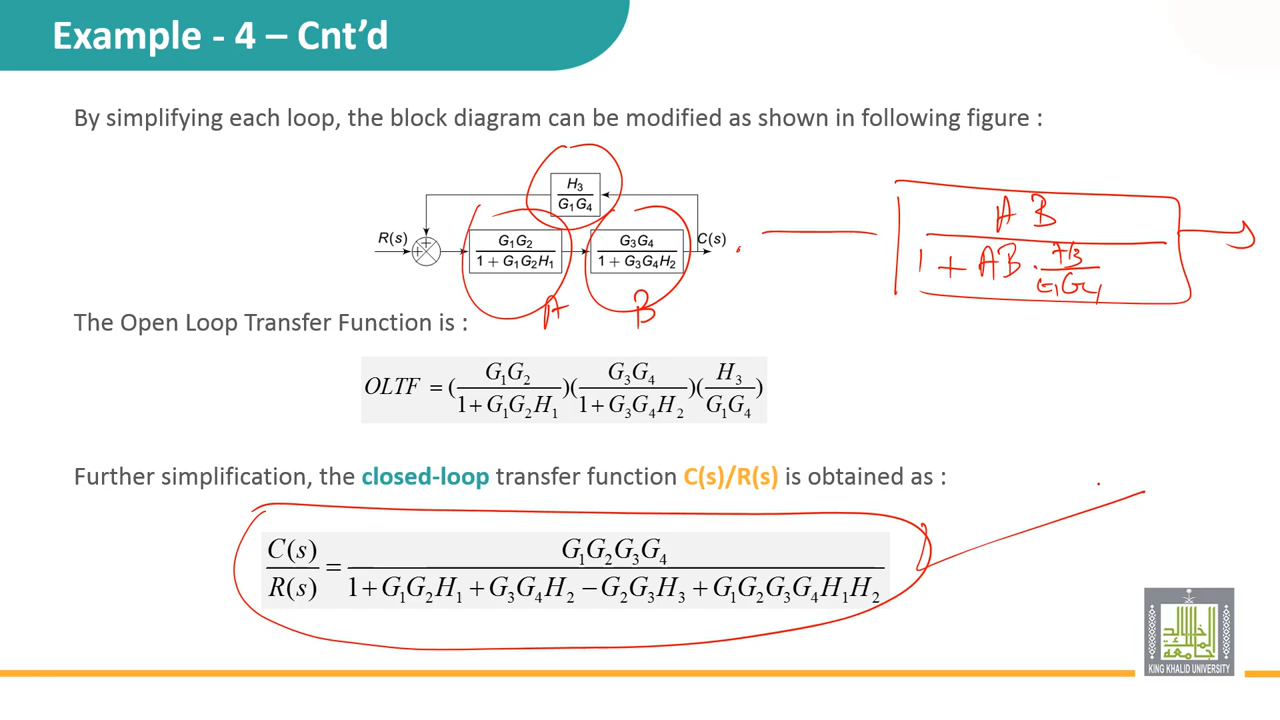 Example - 4 – Cnt’d
By simplifying each loop, the block diagram can be modified as shown in following figure :
H₃
G₁G₄
R(s)
+
+
G₁G₂
1 + G₁G₂H₁
G₃G₄
1 + G₃G₄H₂
C(s)
A
B
A B
1 + AB .
G₁G₄
The Open Loop Transfer Function is :
OLTF = (G₁G₂ / 1 + G₁G₂H₁)(G₃G₄ / 1 + G₃G₄H₂)(H₃ / G₁G₄)
Further simplification, the closed-loop transfer function C(s)/R(s) is obtained as :
C(s) / R(s) = G₁G₂G₃G₄ / 1 + G₁G₂H₁ + G₃G₄H₂ − G₂G₃H₃ + G₁G₂G₃G₄H₁H₂
KING KHALID UNIVERSITY